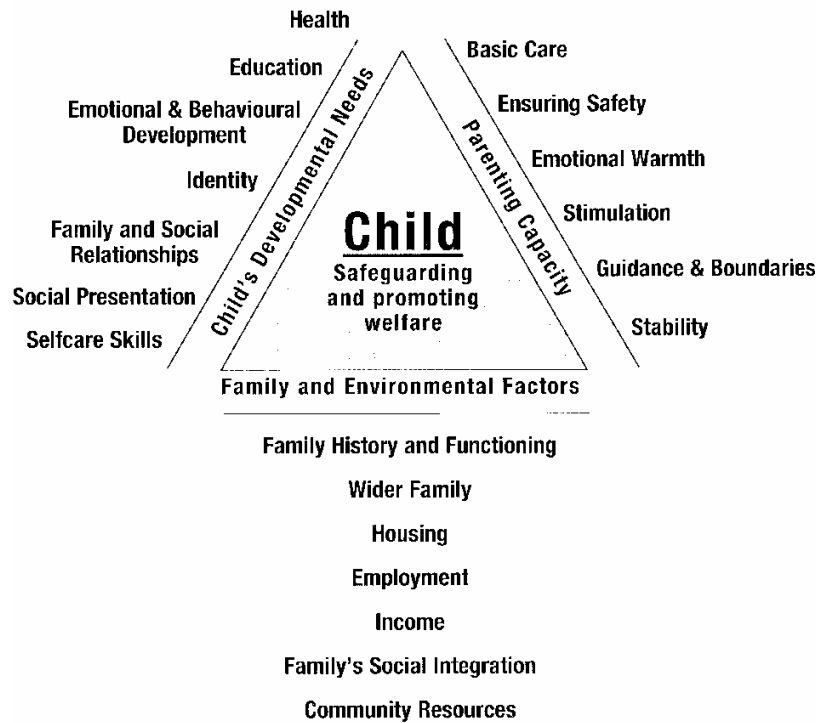 Health
Education
Emotional & Behavioural
Development
Identity
Family and Social
Relationships
Social Presentation
Selfcare Skills
Child's Developmental Needs
Child
Safeguarding
and promoting
welfare
Parenting Capacity
Basic Care
Ensuring Safety
Emotional Warmth
Stimulation
Guidance & Boundaries
Stability
Family and Environmental Factors
Family History and Functioning
Wider Family
Housing
Employment
Income
Family's Social Integration
Community Resources